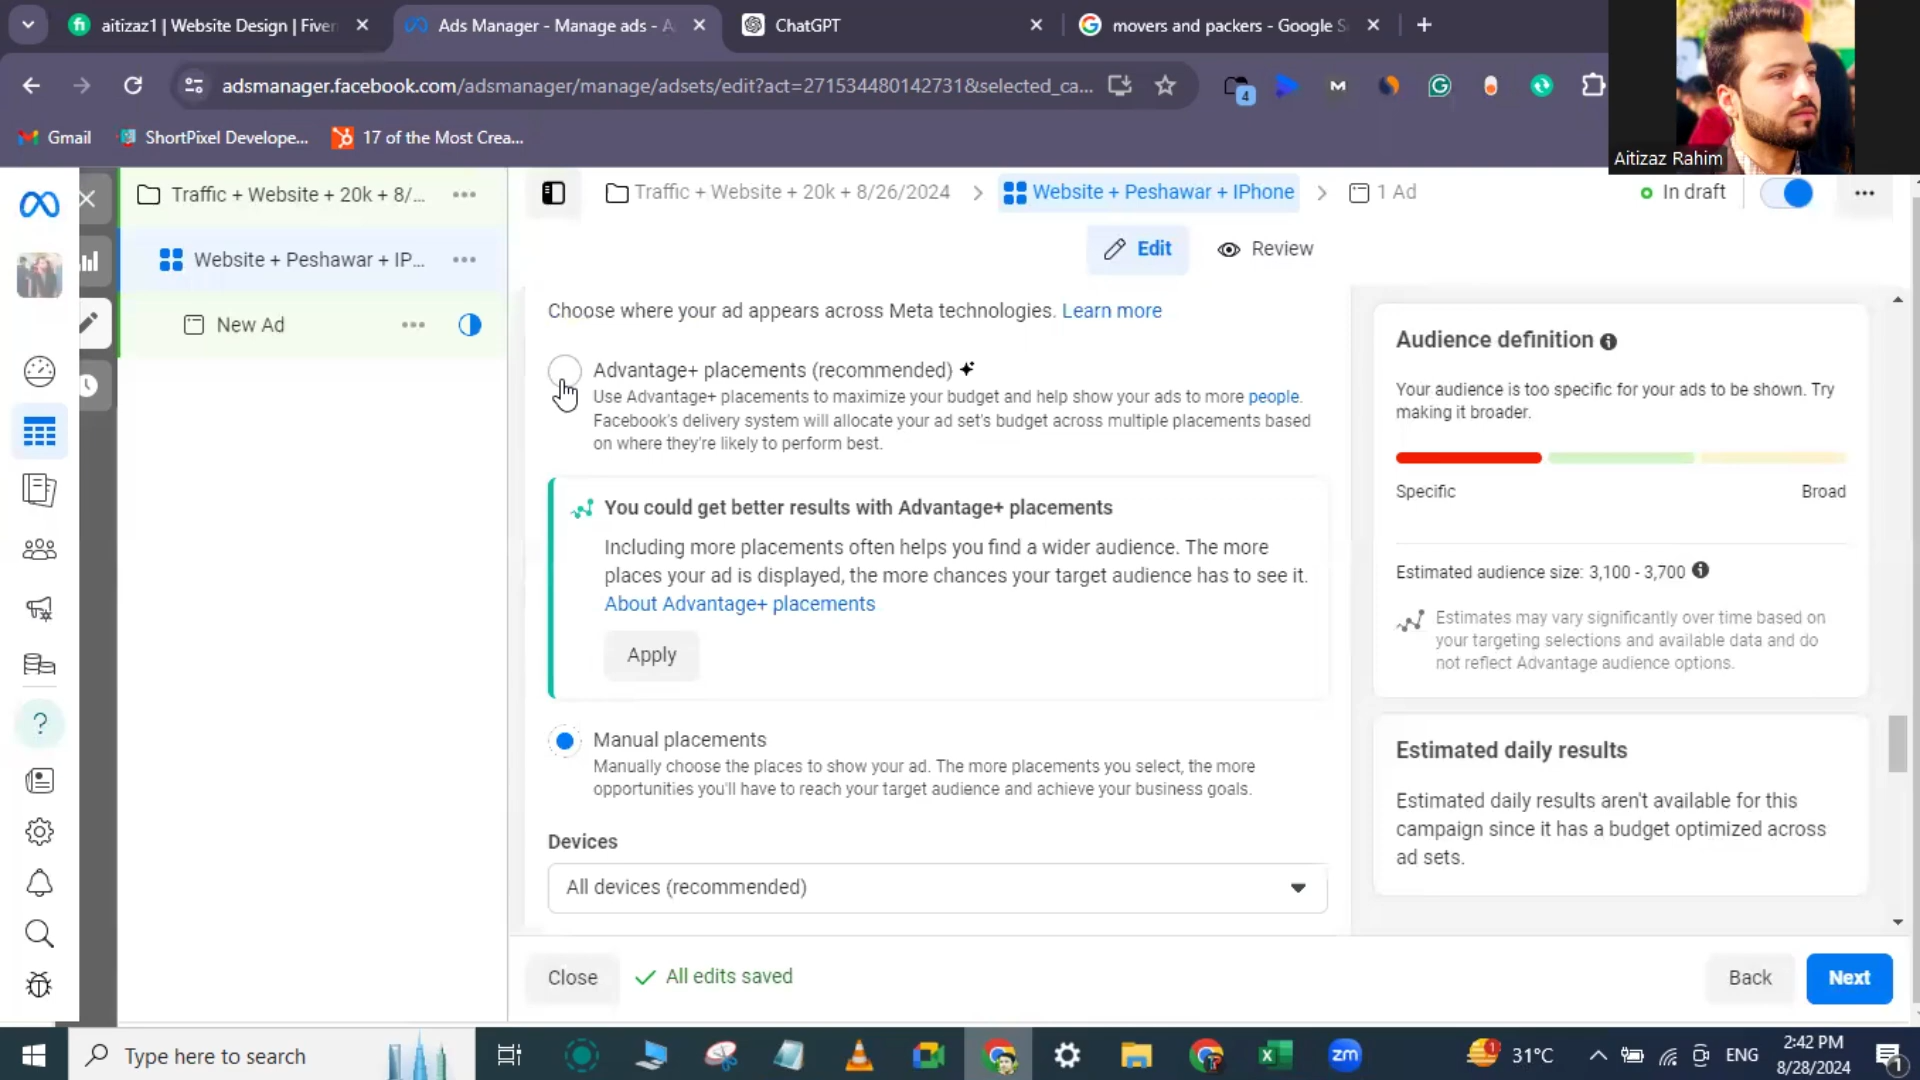 aitizaz1 | Website Design | Fiver
Ads Manager - Manage ads - A
ChatGPT
movers and packers - Google S
adsmanager.facebook.com/adsmanager/manage/adsets/edit?act=271534480142731&selected_ca...
4
M
Gmail
ShortPixel Develope...
17 of the Most Crea...
Aitizaz Rahim
Traffic + Website + 20k + 8/...
Website + Peshawar + IP...
New Ad
Traffic + Website + 20k + 8/26/2024
Website + Peshawar + IPhone
1 Ad
In draft
Edit
Review
Choose where your ad appears across Meta technologies. Learn more
Advantage+ placements (recommended)
Use Advantage+ placements to maximize your budget and help show your ads to more people.
Facebook's delivery system will allocate your ad set's budget across multiple placements based
on where they're likely to perform best.
You could get better results with Advantage+ placements
Including more placements often helps you find a wider audience. The more
places your ad is displayed, the more chances your target audience has to see it.
About Advantage+ placements
Apply
Manual placements
Manually choose the places to show your ad. The more placements you select, the more
opportunities you'll have to reach your target audience and achieve your business goals.
Devices
All devices (recommended)
Audience definition
Your audience is too specific for your ads to be shown. Try
making it broader.
Specific
Broad
Estimated audience size: 3,100 - 3,700
Estimates may vary significantly over time based on
your targeting selections and available data and do
not reflect Advantage audience options.
Estimated daily results
Estimated daily results aren't available for this
campaign since it has a budget optimized across
ad sets.
Close
All edits saved
Back
Next
Type here to search
zm
1
31°C
ENG
2:42 PM
8/28/2024
1